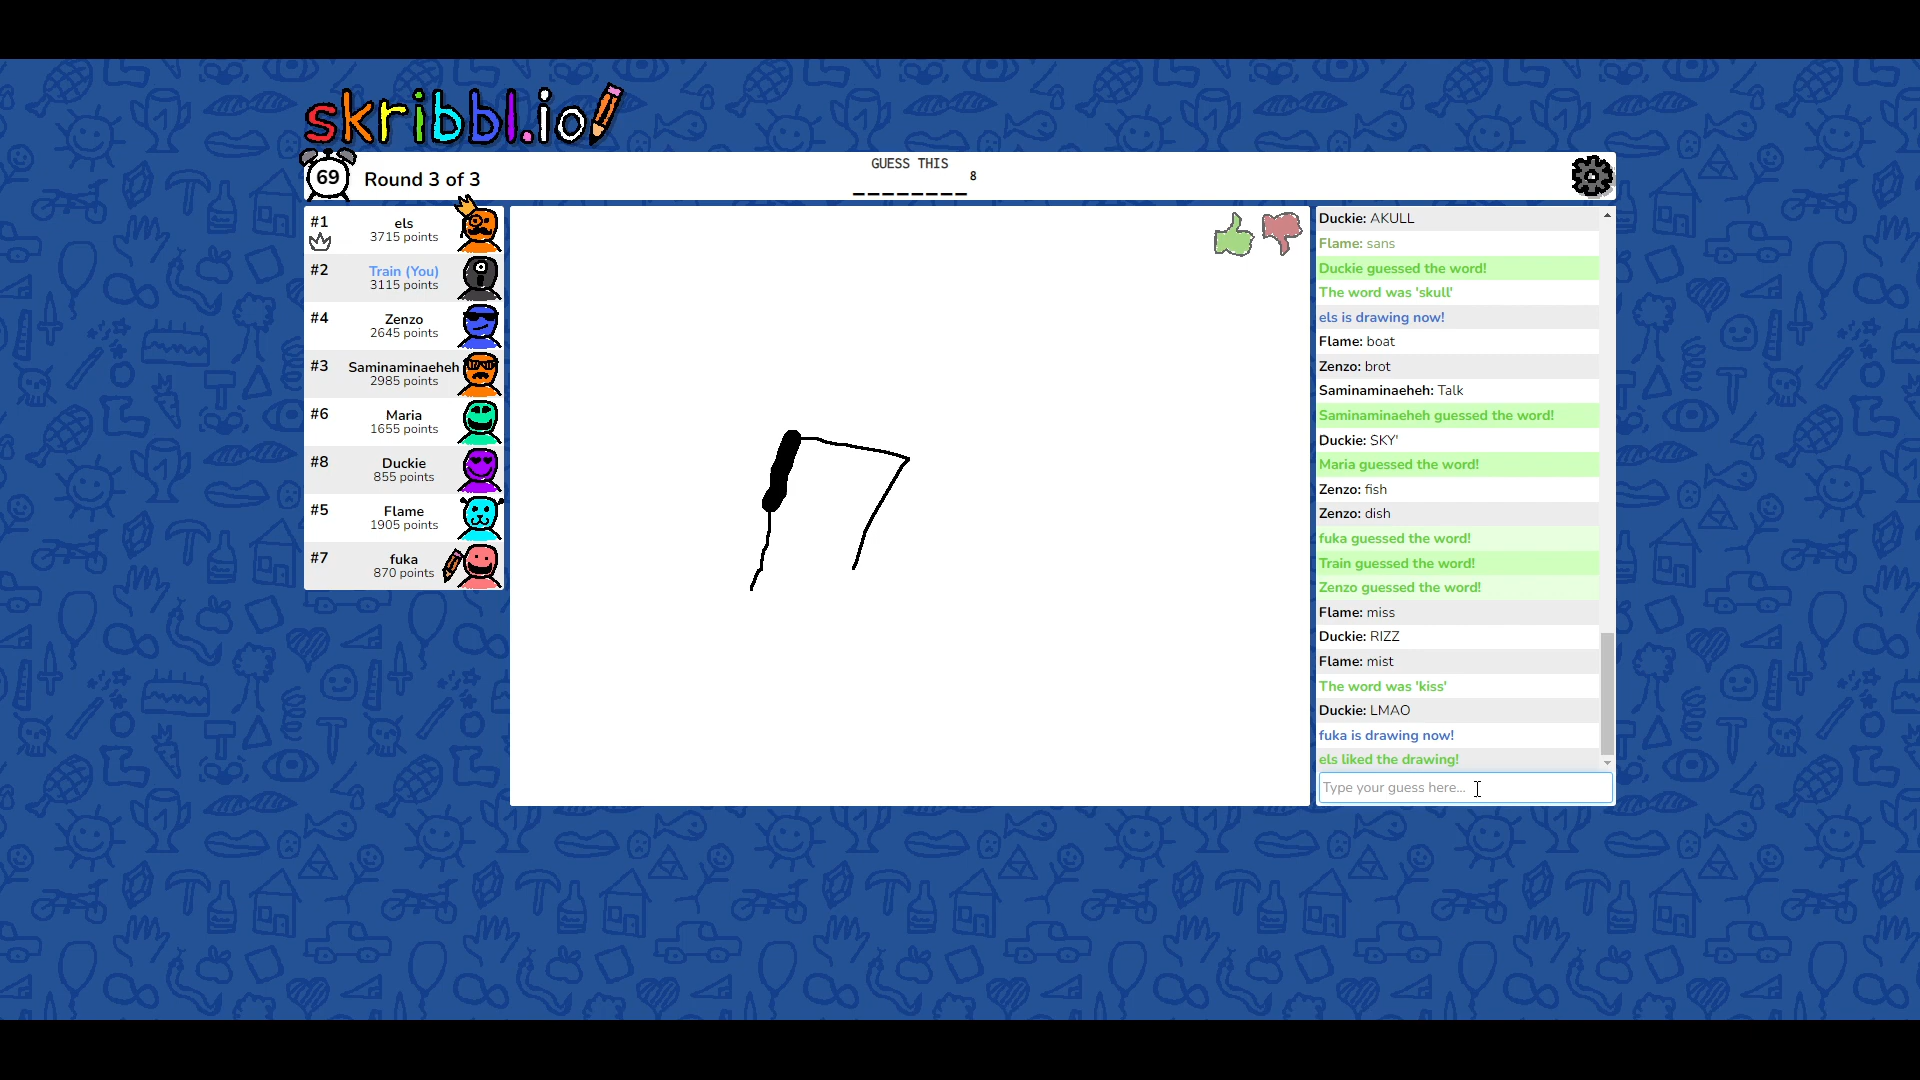 skribbl.io
69
Round 3 of 3
GUESS THIS
________ 8
#1 els
3715 points
#2 Train (You)
3115 points
#4 Zenzo
2645 points
#3 Saminaminaeheh
2985 points
#6 Maria
1655 points
#8 Duckie
855 points
#5 Flame
1905 points
#7 fuka
870 points
Duckie: AKULL
Flame: sans
Duckie guessed the word!
The word was 'skull'
els is drawing now!
Flame: boat
Zenzo: brot
Saminaminaeheh: Talk
Saminaminaeheh guessed the word!
Duckie: SKY'
Maria guessed the word!
Zenzo: fish
Zenzo: dish
fuka guessed the word!
Train guessed the word!
Zenzo guessed the word!
Flame: miss
Duckie: RIZZ
Flame: mist
The word was 'kiss'
Duckie: LMAO
fuka is drawing now!
els liked the drawing!
Type your guess here...